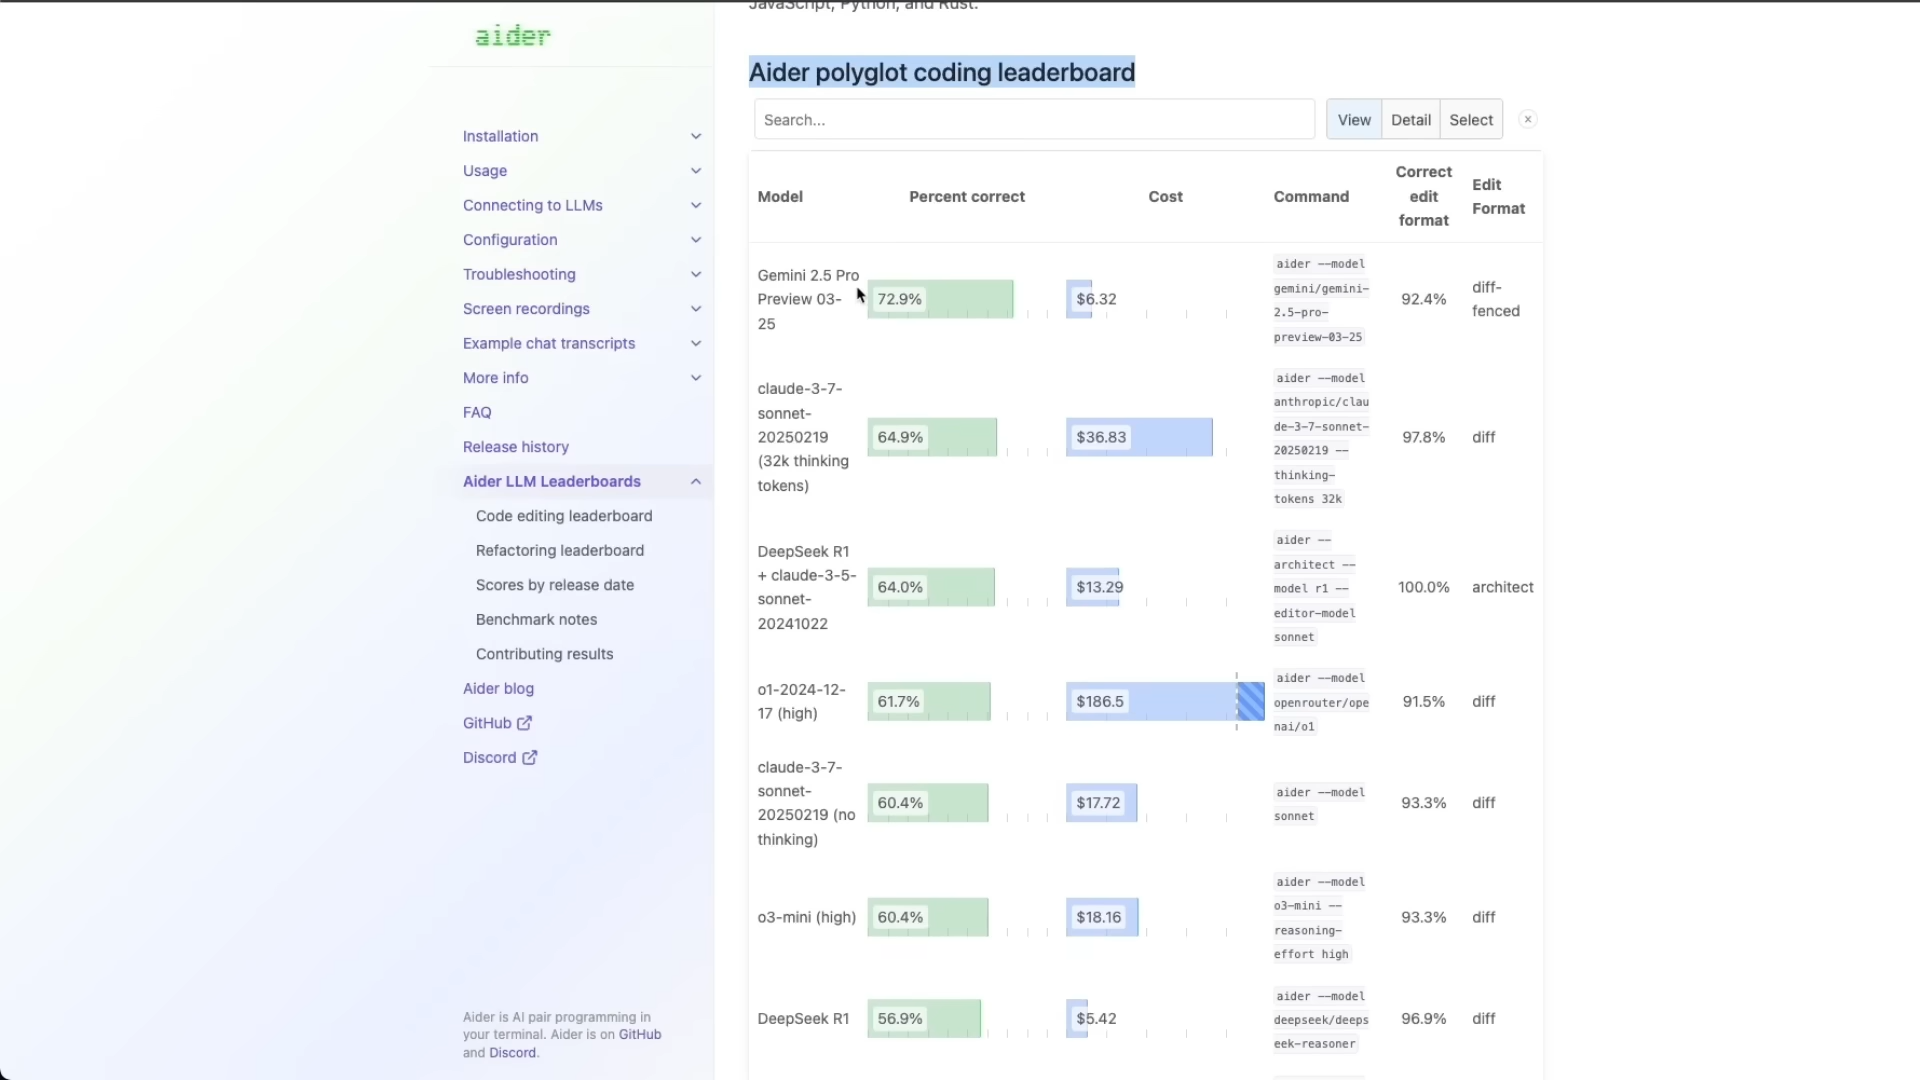 JavaScript, Python, and Rust.
aider
Installation
Usage
Connecting to LLMs
Configuration
Troubleshooting
Screen recordings
Example chat transcripts
More info
FAQ
Release history
Aider LLM Leaderboards
Code editing leaderboard
Refactoring leaderboard
Scores by release date
Benchmark notes
Contributing results
Aider blog
GitHub
Discord
Aider is AI pair programming in
your terminal. Aider is on GitHub
and Discord.
Aider polyglot coding leaderboard
Search...
View Detail Select
Model Percent correct Cost Command Correct
edit
format Edit
Format
Gemini 2.5 Pro
Preview 03-
25
72.9%
$6.32
aider --model
gemini/gemini-
2.5-pro-
preview-03-25
92.4%
diff-
fenced
claude-3-7-
sonnet-
20250219
(32k thinking
tokens)
64.9%
$36.83
aider --model
anthropic/clau
de-3-7-sonnet-
20250219 --
thinking-
tokens 32k
97.8%
diff
DeepSeek R1
+ claude-3-5-
sonnet-
20241022
64.0%
$13.29
aider --
architect --
model r1 --
editor-model
sonnet
100.0%
architect
o1-2024-12-
17 (high)
61.7%
$186.5
aider --model
openrouter/ope
nai/o1
91.5%
diff
claude-3-7-
sonnet-
20250219 (no
thinking)
60.4%
$17.72
aider --model
sonnet
93.3%
diff
o3-mini (high)
60.4%
$18.16
aider --model
o3-mini --
reasoning-
effort high
93.3%
diff
DeepSeek R1
56.9%
$5.42
aider --model
deepseek/deeps
eek-reasoner
96.9%
diff